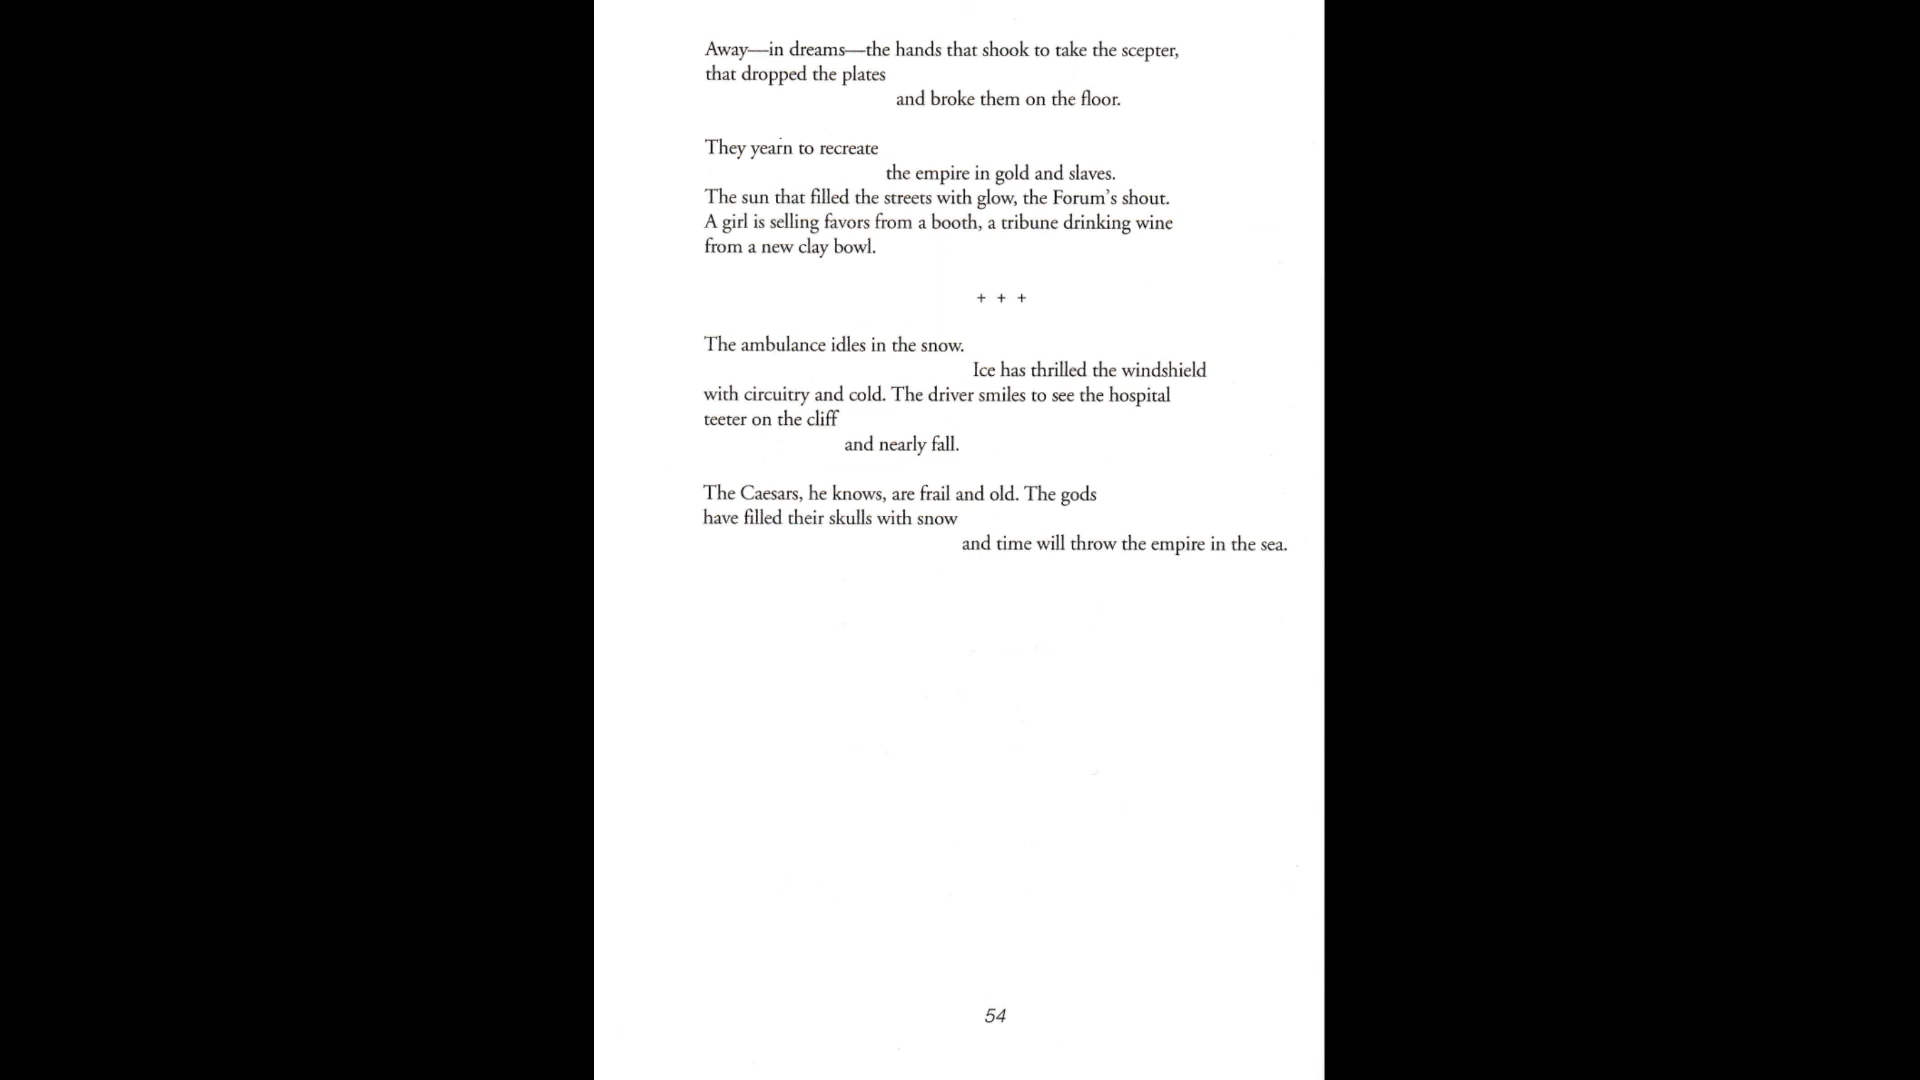 Away—in dreams—the hands that shook to take the scepter,
that dropped the plates
and broke them on the floor.
They yearn to recreate
the empire in gold and slaves.
The sun that filled the streets with glow, the Forum's shout.
A girl is selling favors from a booth, a tribune drinking wine
from a new clay bowl.
+ + +
The ambulance idles in the snow.
Ice has thrilled the windshield
with circuitry and cold. The driver smiles to see the hospital
teeter on the cliff
and nearly fall.
The Caesars, he knows, are frail and old. The gods
have filled their skulls with snow
and time will throw the empire in the sea.
54